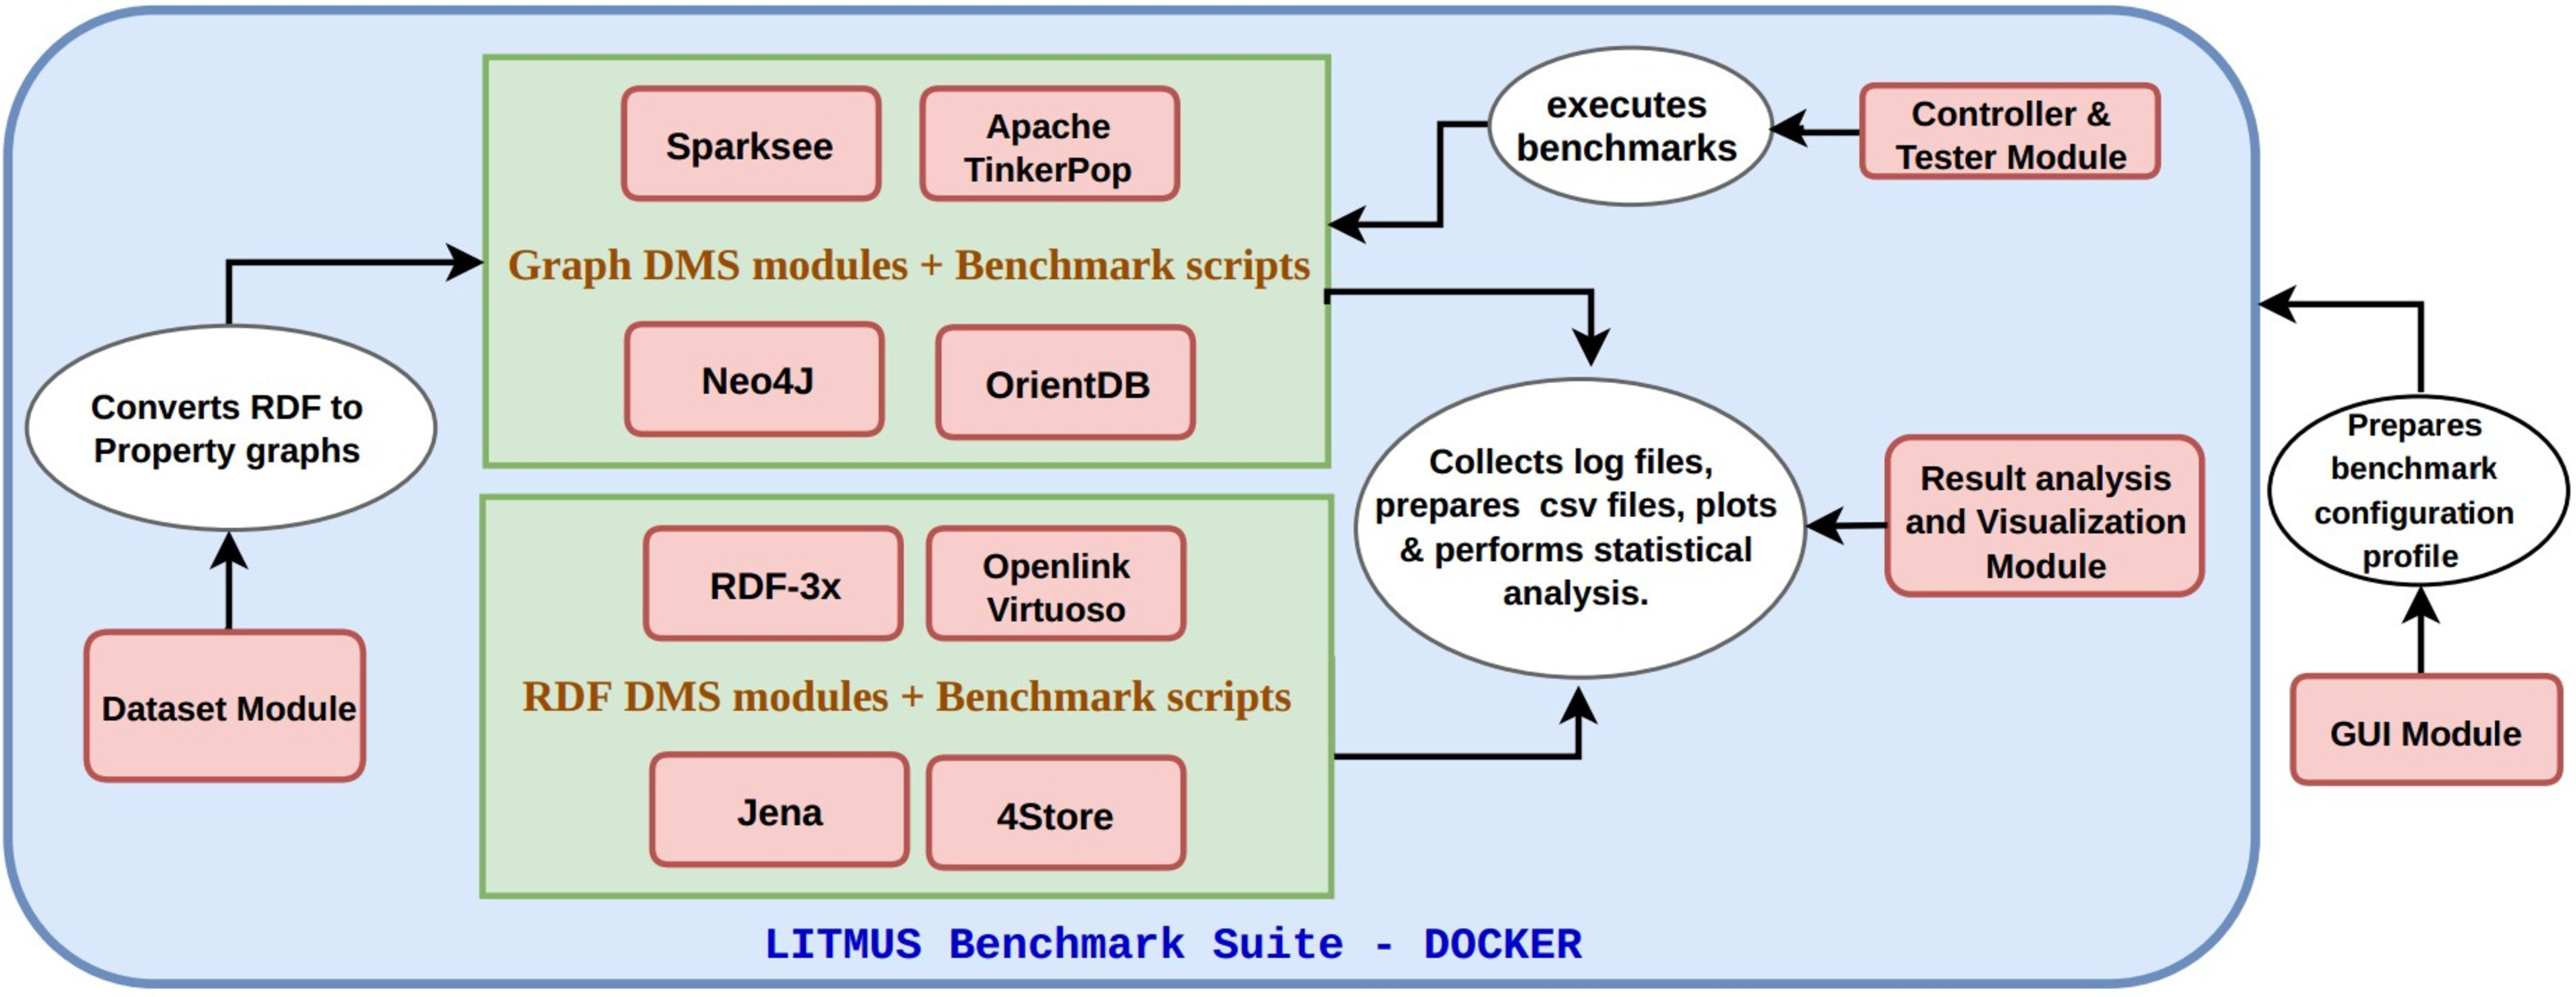 Sparksee
Apache
TinkerPop
Graph DMS modules + Benchmark scripts
Neo4J
OrientDB
executes
benchmarks
Controller &
Tester Module
Converts RDF to
Property graphs
Dataset Module
RDF-3x
Openlink
Virtuoso
RDF DMS modules + Benchmark scripts
Jena
4Store
Collects log files,
prepares csv files, plots
& performs statistical
analysis.
Result analysis
and Visualization
Module
Prepares
benchmark
configuration
profile
GUI Module
LITMUS Benchmark Suite - DOCKER